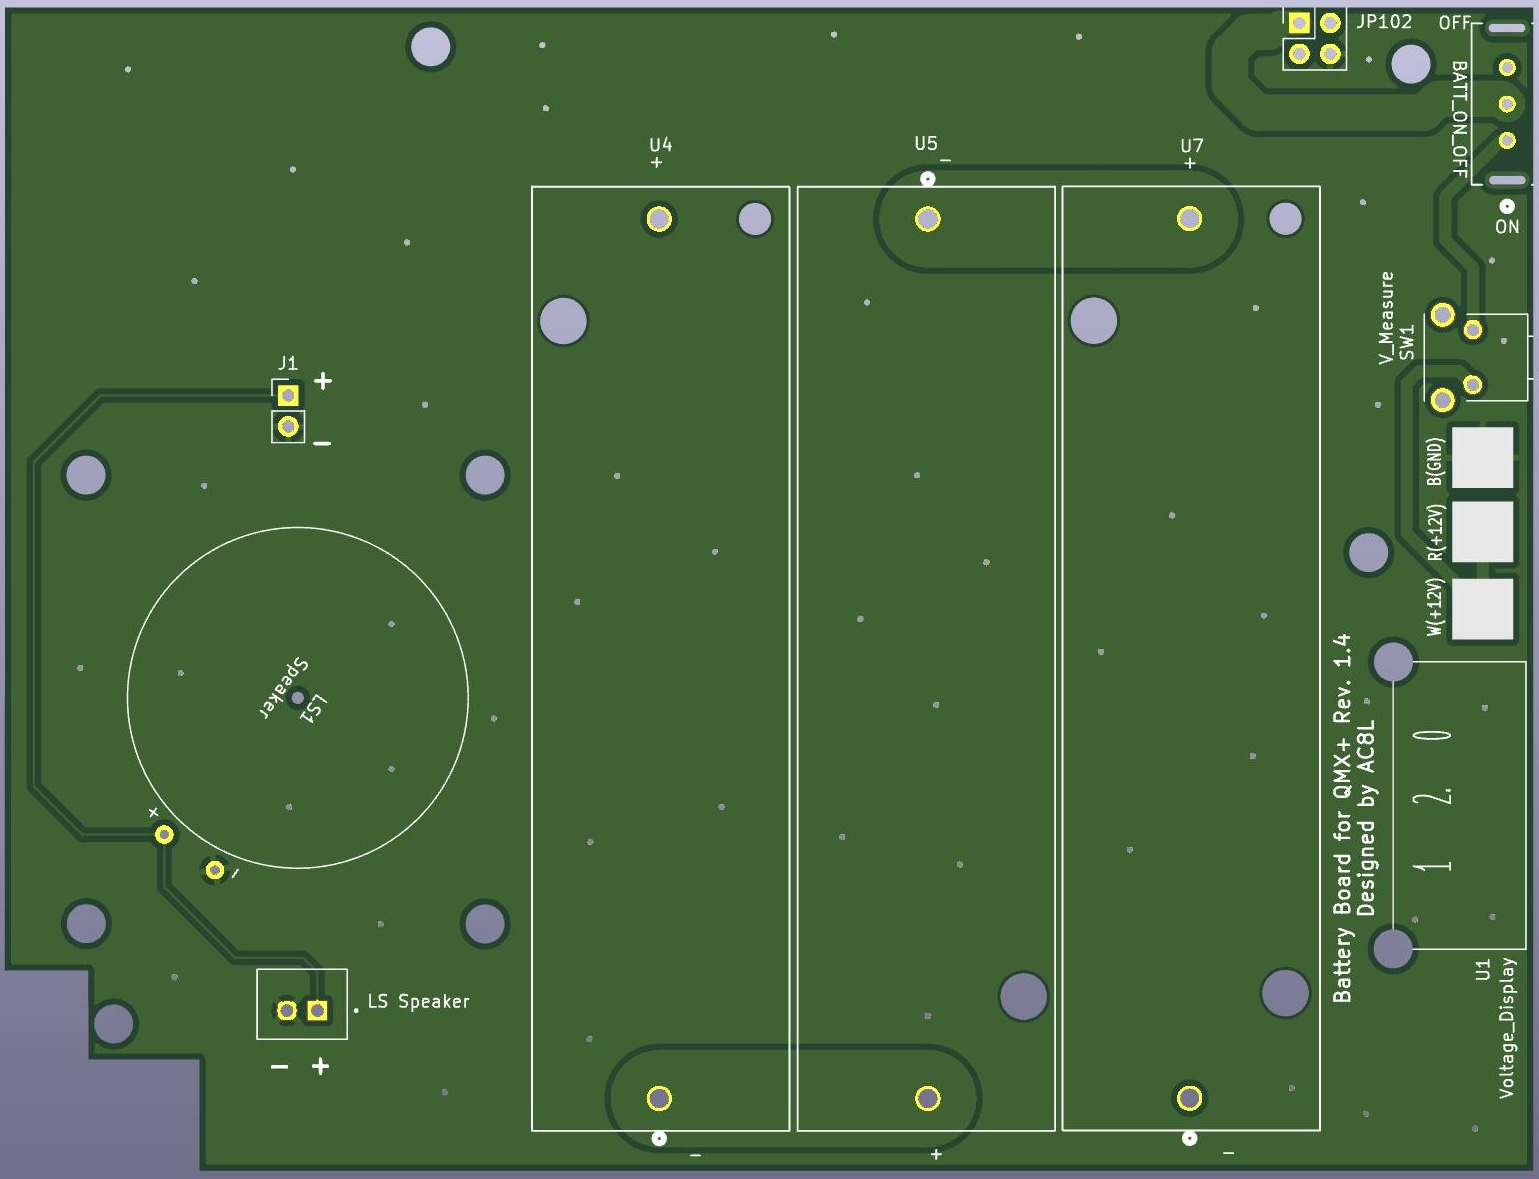 JP102
OFF
BATT_ON_OFF
ON
U4
+
U5
-
U7
+
V_Measure
SW1
J1
+
-
B(GND)
R(+12V)
W(+12V)
Speaker
LS1
+
-
Battery Board for QMX+ Rev. 1.4
Designed by AC8L
1 2.0
U1
Voltage_Display
LS Speaker
- +
-
+
-